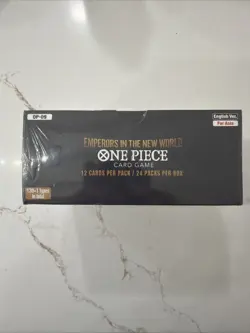 OP-09
English Ver.
For Asia
EMPERORS IN THE NEW WORLD
ONE PIECE
CARD GAME
12 CARDS PER PACK / 24 PACKS PER BOX